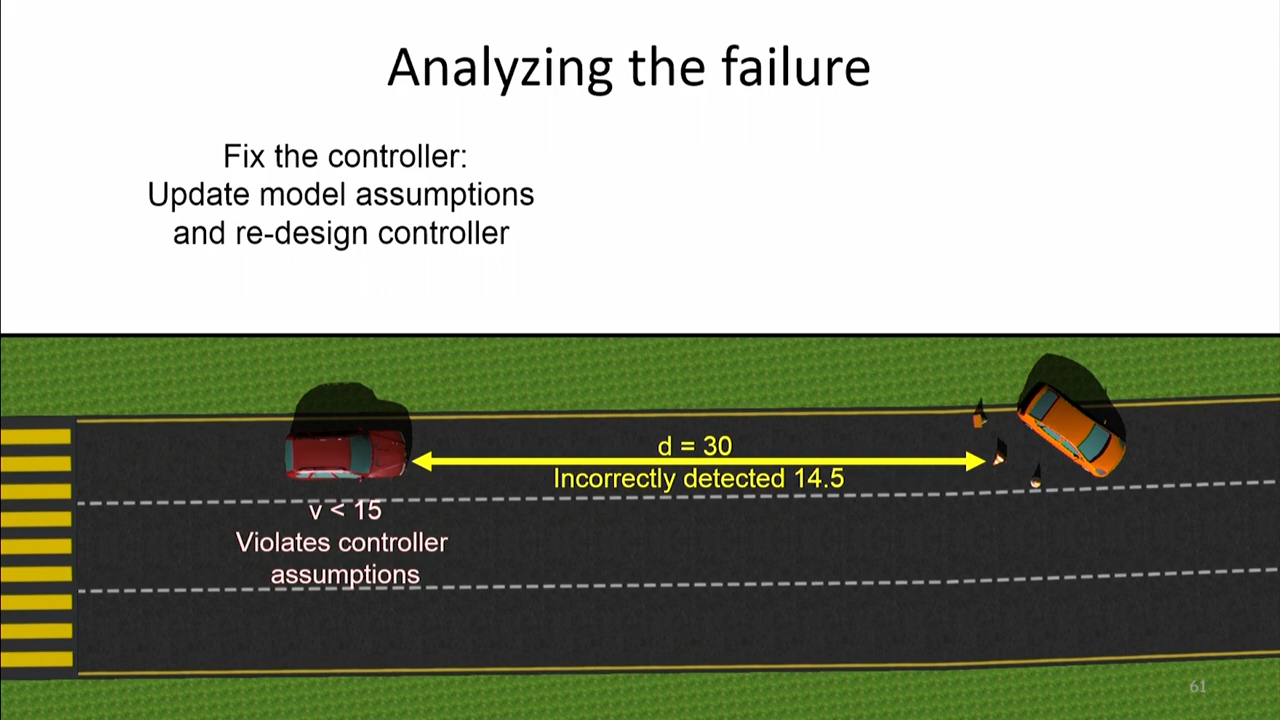 Analyzing the failure
Fix the controller:
Update model assumptions
and re-design controller
d = 30
Incorrectly detected 14.5
v < 15
Violates controller
assumptions
61